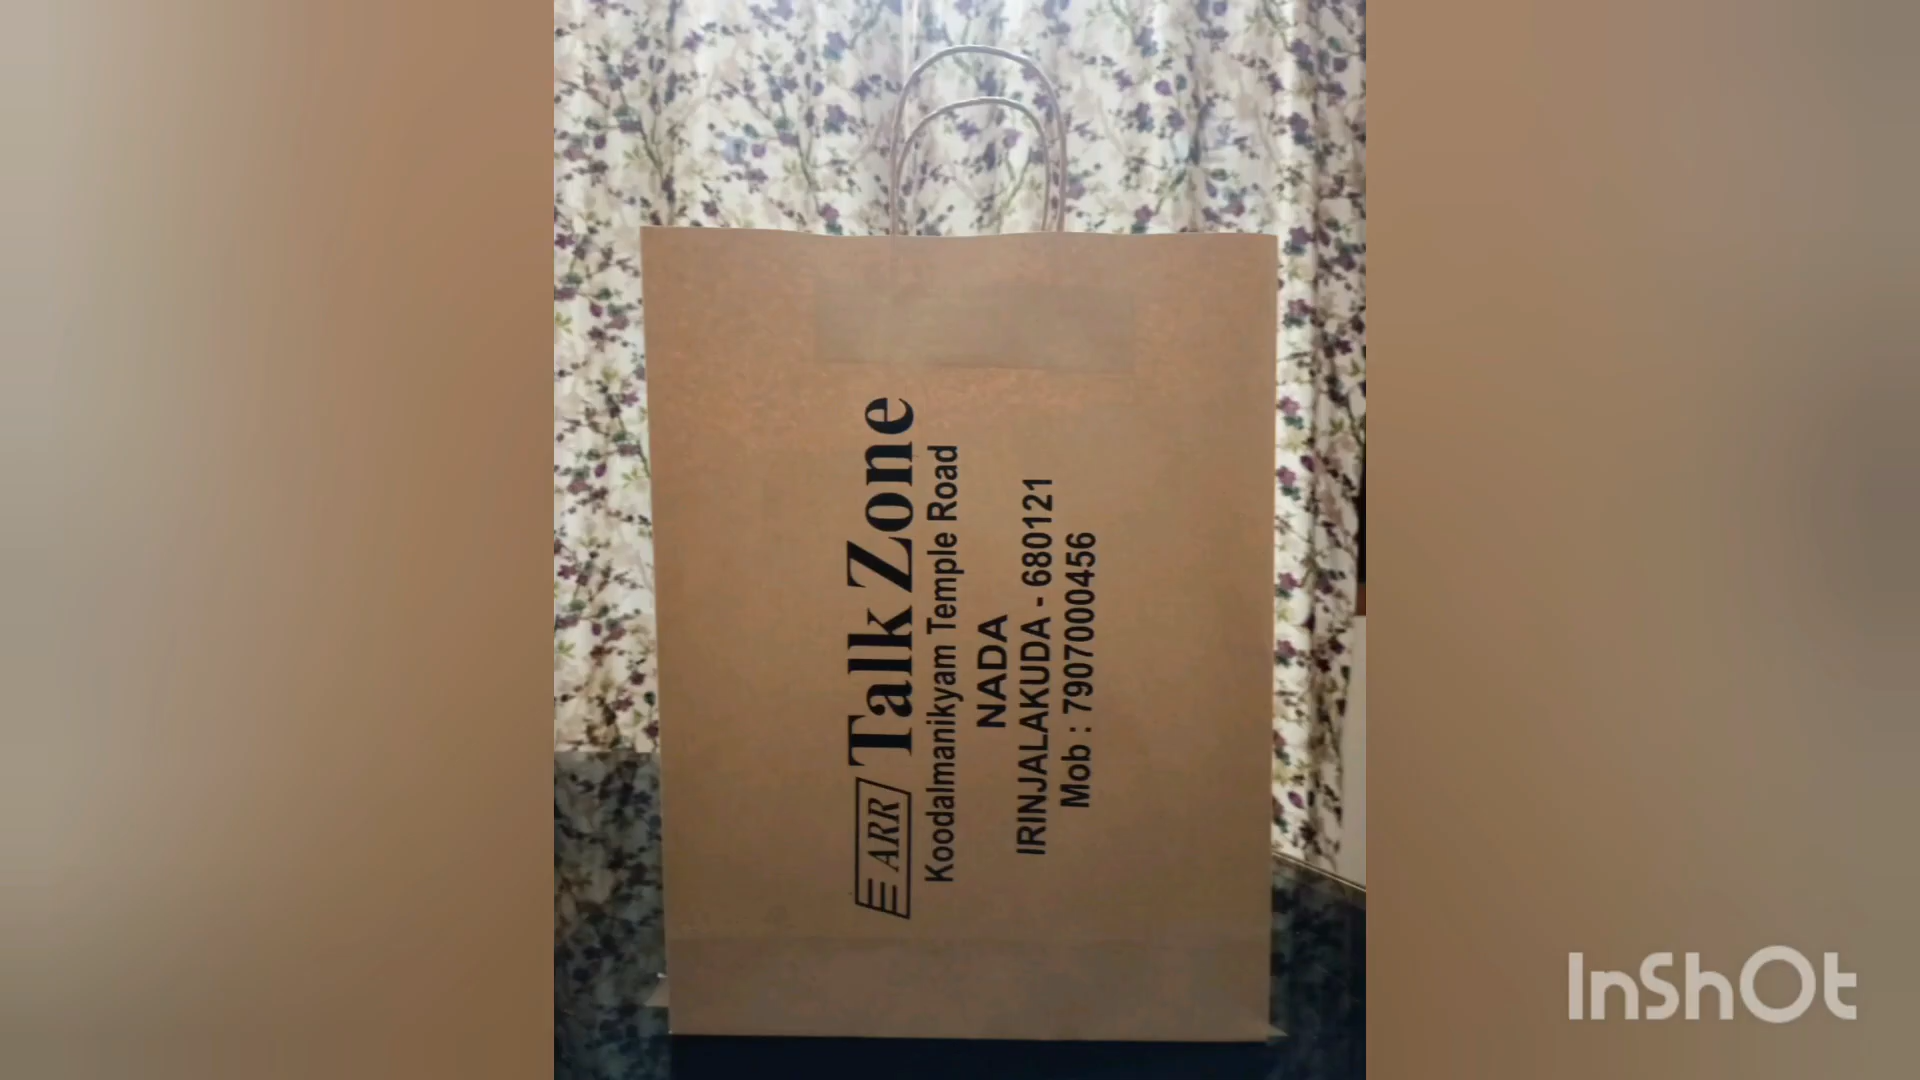 ARR Talk Zone
Koodalmanikyam Temple Road
NADA
IRINJALAKUDA - 680121
Mob : 7907000456
InShOt